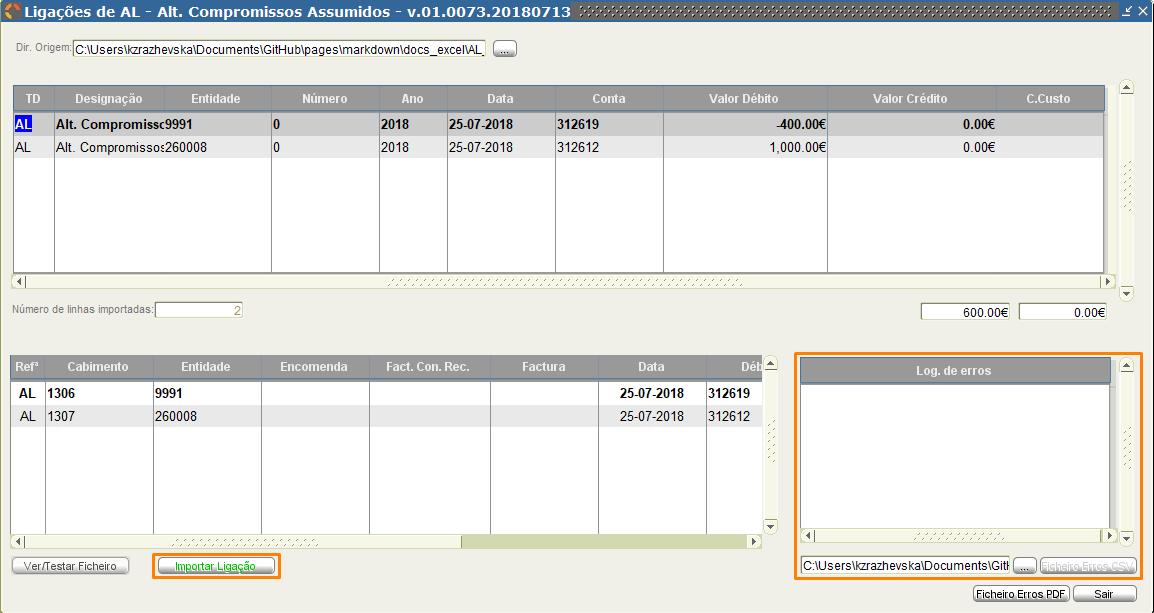 Ligações de AL - Alt. Compromissos Assumidos - v.01.0073.20180713
Dir. Origem: C:\Users\kzrazhevska\Documents\GitHub\pages\markdown\docs_excel\AL_ ...
TD Designação Entidade Número Ano Data Conta Valor Débito Valor Crédito C.Custo
AL Alt. Compromissc 9991 0 2018 25-07-2018 312619 -400.00€ 0.00€
AL Alt. Compromissos 260008 0 2018 25-07-2018 312612 1,000.00€ 0.00€
Número de linhas importadas: 2 600.00€ 0.00€
Refª Cabimento Entidade Encomenda Fact. Con. Rec. Factura Data Déb
AL 1306 9991 25-07-2018 312619
AL 1307 260008 25-07-2018 312612
Log. de erros
Ver/Testar Ficheiro Importar Ligação C:\Users\kzrazhevska\Documents\GitH ... Ficheiro Erros CSV
Ficheiro Erros PDF Sair